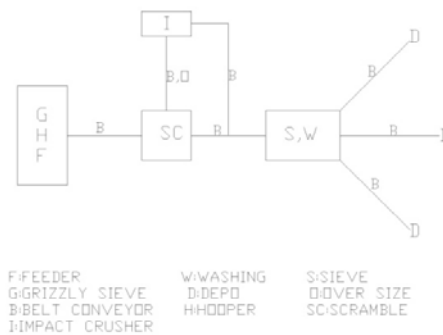 I
B,O
B
G
H
F
B
SC
B
S,W
B
D
B
D
B
D
F:FEEDER W:WASHING S:SIEVE
G:GRIZZLY SIEVE D:DEPO O:OVER SIZE
B:BELT CONVEYOR H:HOOPER SC:SCRAMBLE
I:IMPACT CRUSHER